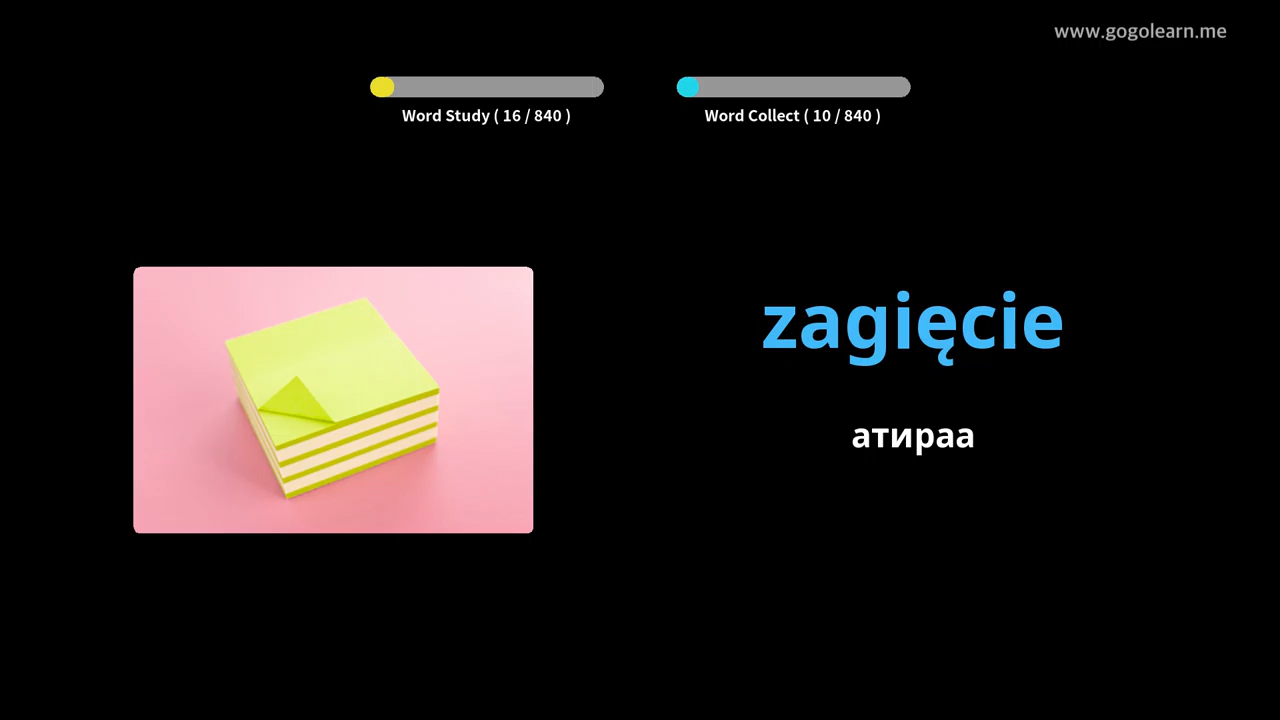 www.gogolearn.me
Word Study ( 16 / 840 )
Word Collect ( 10 / 840 )
zagięcie
атираа